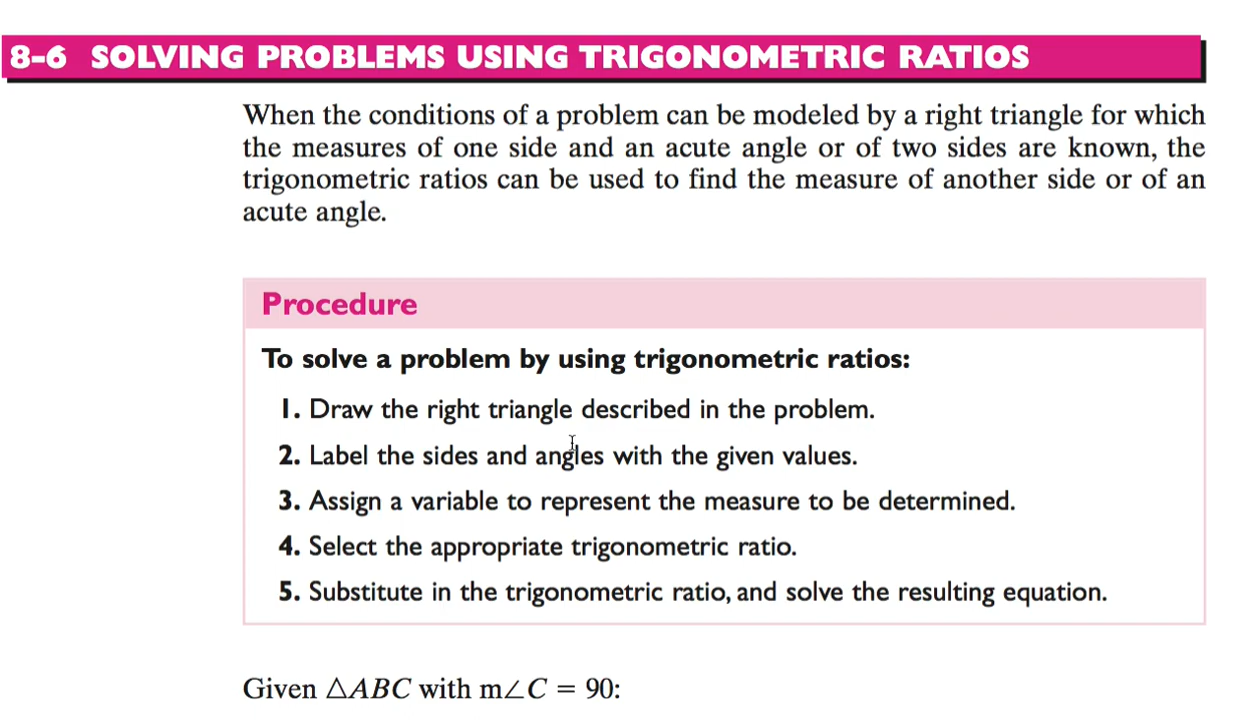 8–6 SOLVING PROBLEMS USING TRIGONOMETRIC RATIOS
When the conditions of a problem can be modeled by a right triangle for which
the measures of one side and an acute angle or of two sides are known, the
trigonometric ratios can be used to find the measure of another side or of an
acute angle.
Procedure
To solve a problem by using trigonometric ratios:
1. Draw the right triangle described in the problem.
2. Label the sides and angles with the given values.
3. Assign a variable to represent the measure to be determined.
4. Select the appropriate trigonometric ratio.
5. Substitute in the trigonometric ratio, and solve the resulting equation.
Given △ABC with m∠C = 90: